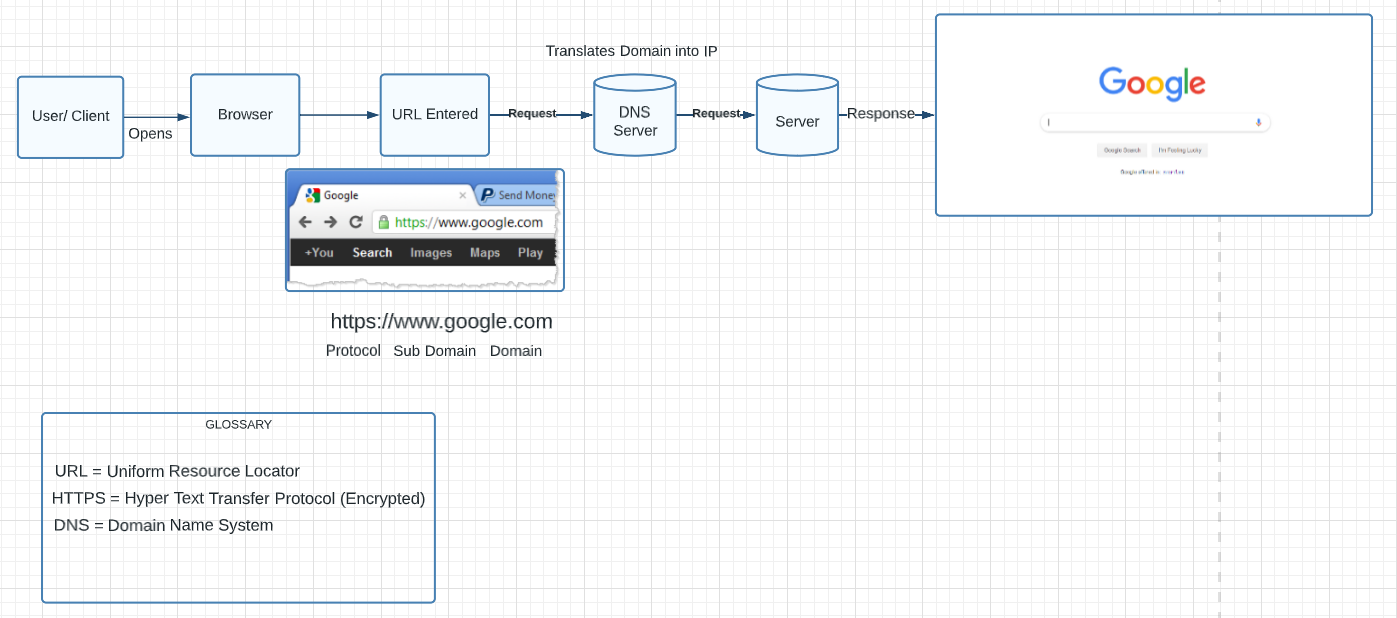 Translates Domain into IP
User/ Client
Opens
Browser
URL Entered
Request
DNS
Server
Request
Server
Response
Google
Google Search
I'm Feeling Lucky
Google
Send Money
https://www.google.com
+You
Search
Images
Maps
Play
https://www.google.com
Protocol
Sub Domain
Domain
GLOSSARY
URL = Uniform Resource Locator
HTTPS = Hyper Text Transfer Protocol (Encrypted)
DNS = Domain Name System